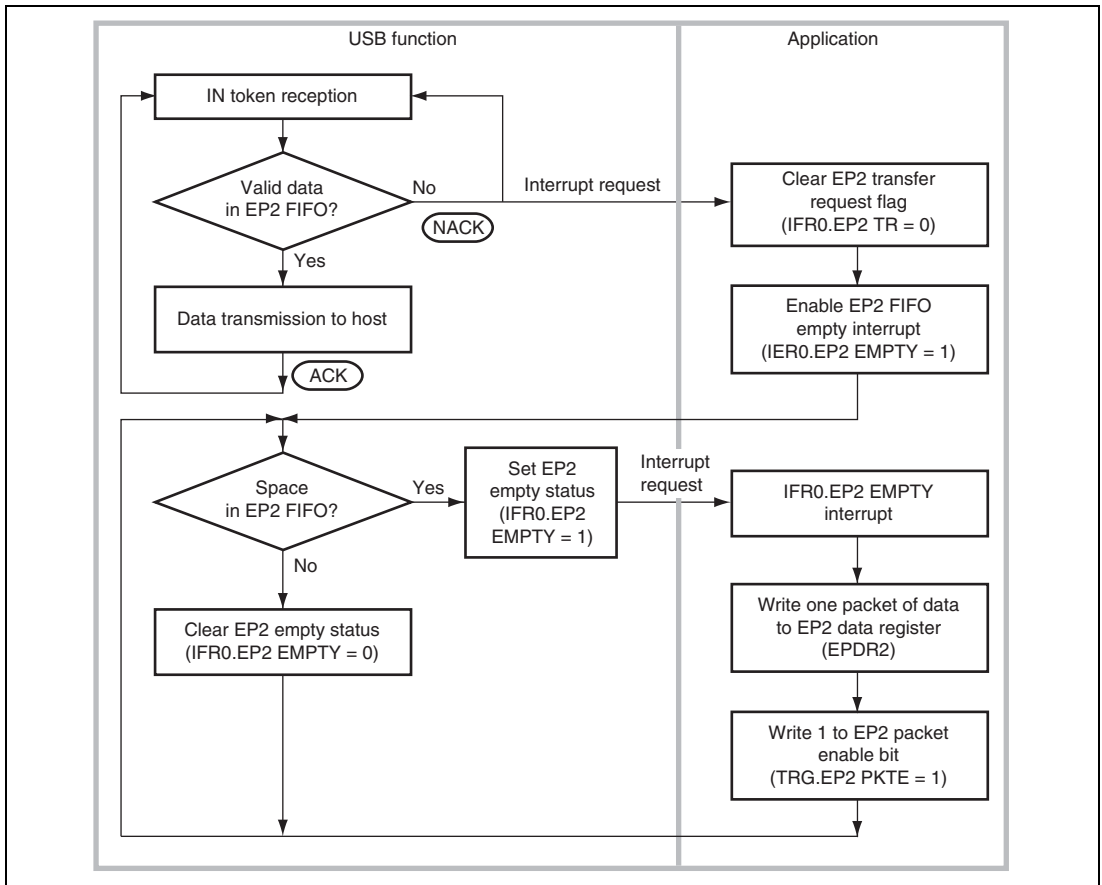 USB function
Application
IN token reception
Valid data
in EP2 FIFO?
No
NACK
Interrupt request
Clear EP2 transfer
request flag
(IFR0.EP2 TR = 0)
Yes
Data transmission to host
ACK
Enable EP2 FIFO
empty interrupt
(IER0.EP2 EMPTY = 1)
Space
in EP2 FIFO?
Yes
Set EP2
empty status
(IFR0.EP2
EMPTY = 1)
Interrupt
request
IFR0.EP2 EMPTY
interrupt
No
Clear EP2 empty status
(IFR0.EP2 EMPTY = 0)
Write one packet of data
to EP2 data register
(EPDR2)
Write 1 to EP2 packet
enable bit
(TRG.EP2 PKTE = 1)